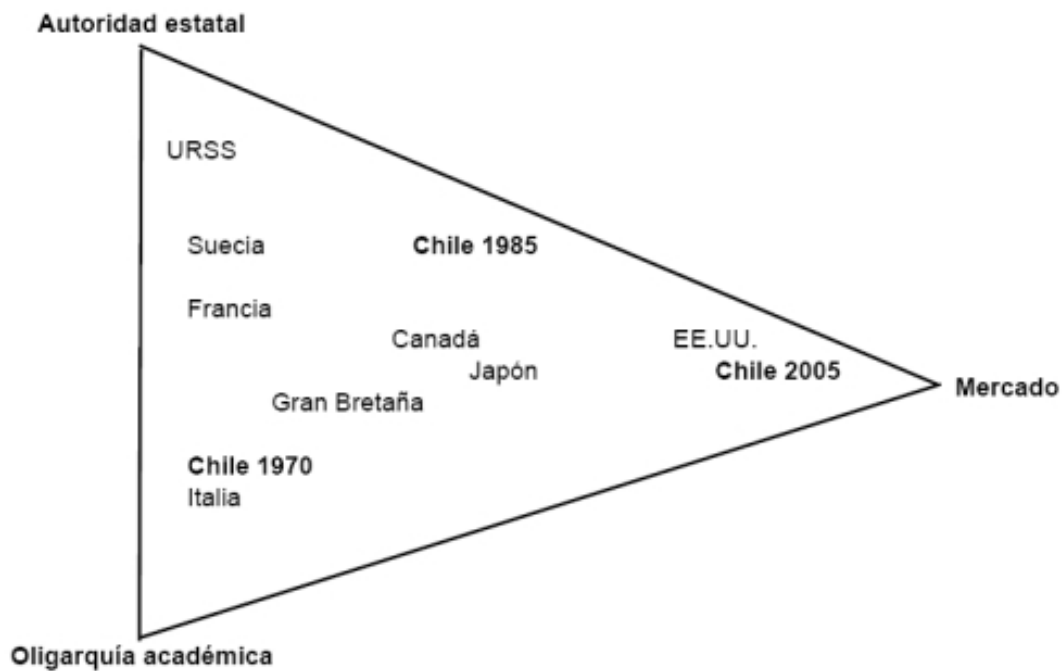 Autoridad estatal
URSS
Suecia
Chile 1985
Francia
Canadá
EE.UU.
Japón
Chile 2005
Mercado
Gran Bretaña
Chile 1970
Italia
Oligarquía académica